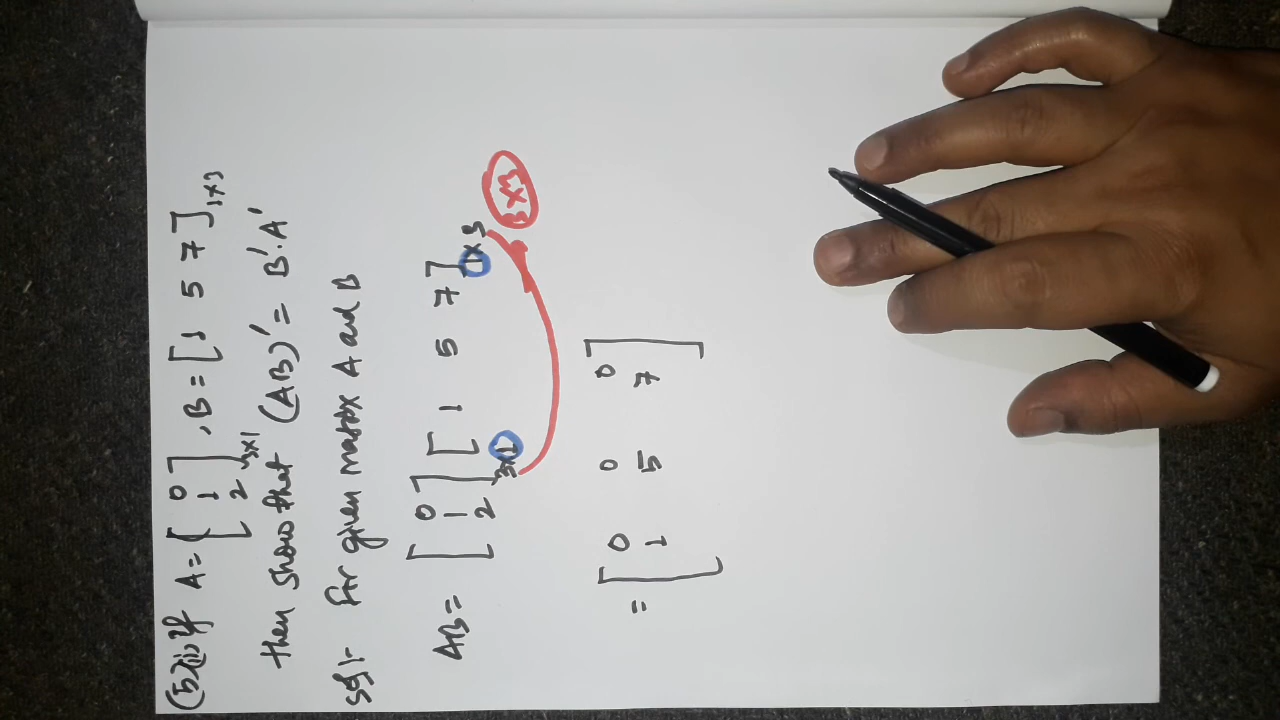 (5)(ii) If A = [0 1 2]3×1 , B = [1 5 7]1×3
then show that (AB)' = B'.A'
Sol:- For given matrix A and B
AB = [0 1 2]3×1 [1 5 7]1×3 3×3
= [0 0 0
1 5 7]